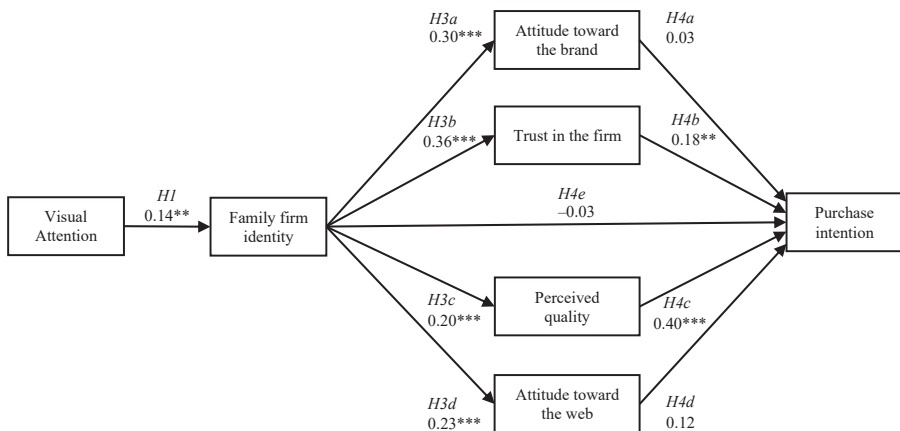 H3a
0.30***
Attitude toward
the brand
H4a
0.03
H3b
0.36***
Trust in the firm
H4b
0.18**
Visual
Attention
H1
0.14**
Family firm
identity
H4e
–0.03
Purchase
intention
H3c
0.20***
Perceived
quality
H4c
0.40***
H3d
0.23***
Attitude toward
the web
H4d
0.12